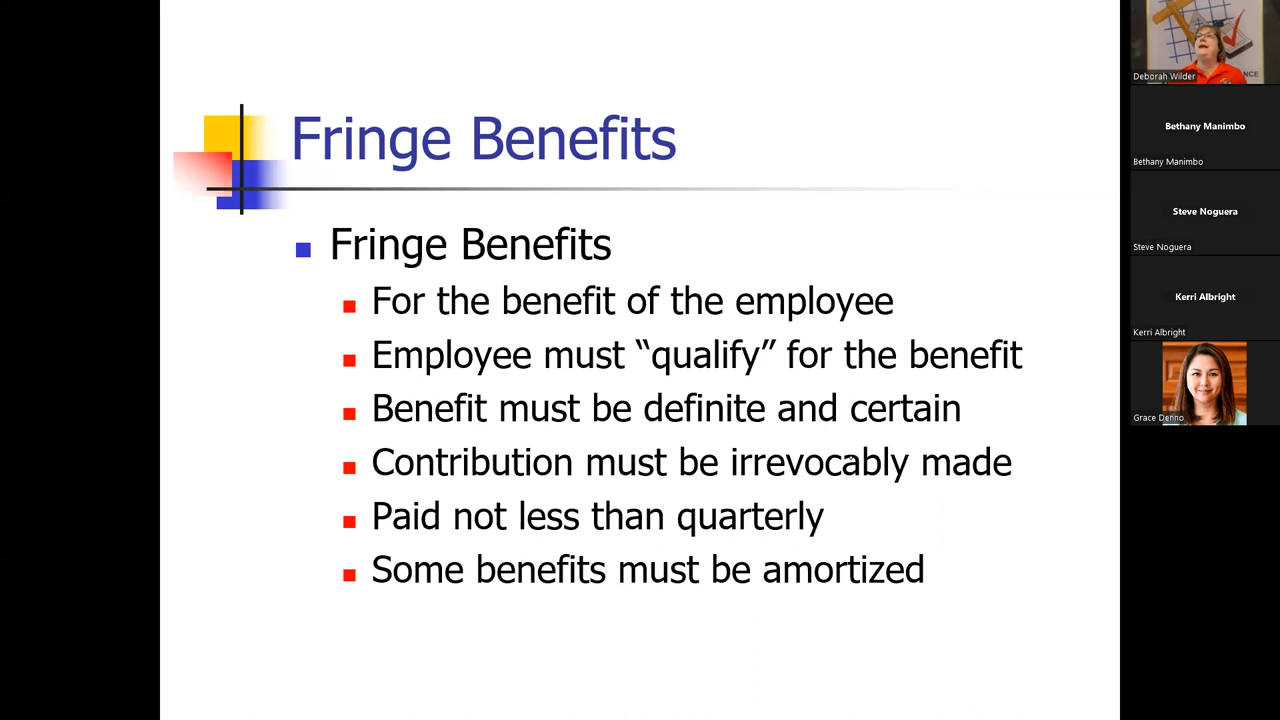 Fringe Benefits
Fringe Benefits
For the benefit of the employee
Employee must “qualify” for the benefit
Benefit must be definite and certain
Contribution must be irrevocably made
Paid not less than quarterly
Some benefits must be amortized
NCE
Deborah Wilder
Bethany Manimbo
Bethany Manimbo
Steve Noguera
Steve Noguera
Kerri Albright
Kerri Albright
Grace Denno